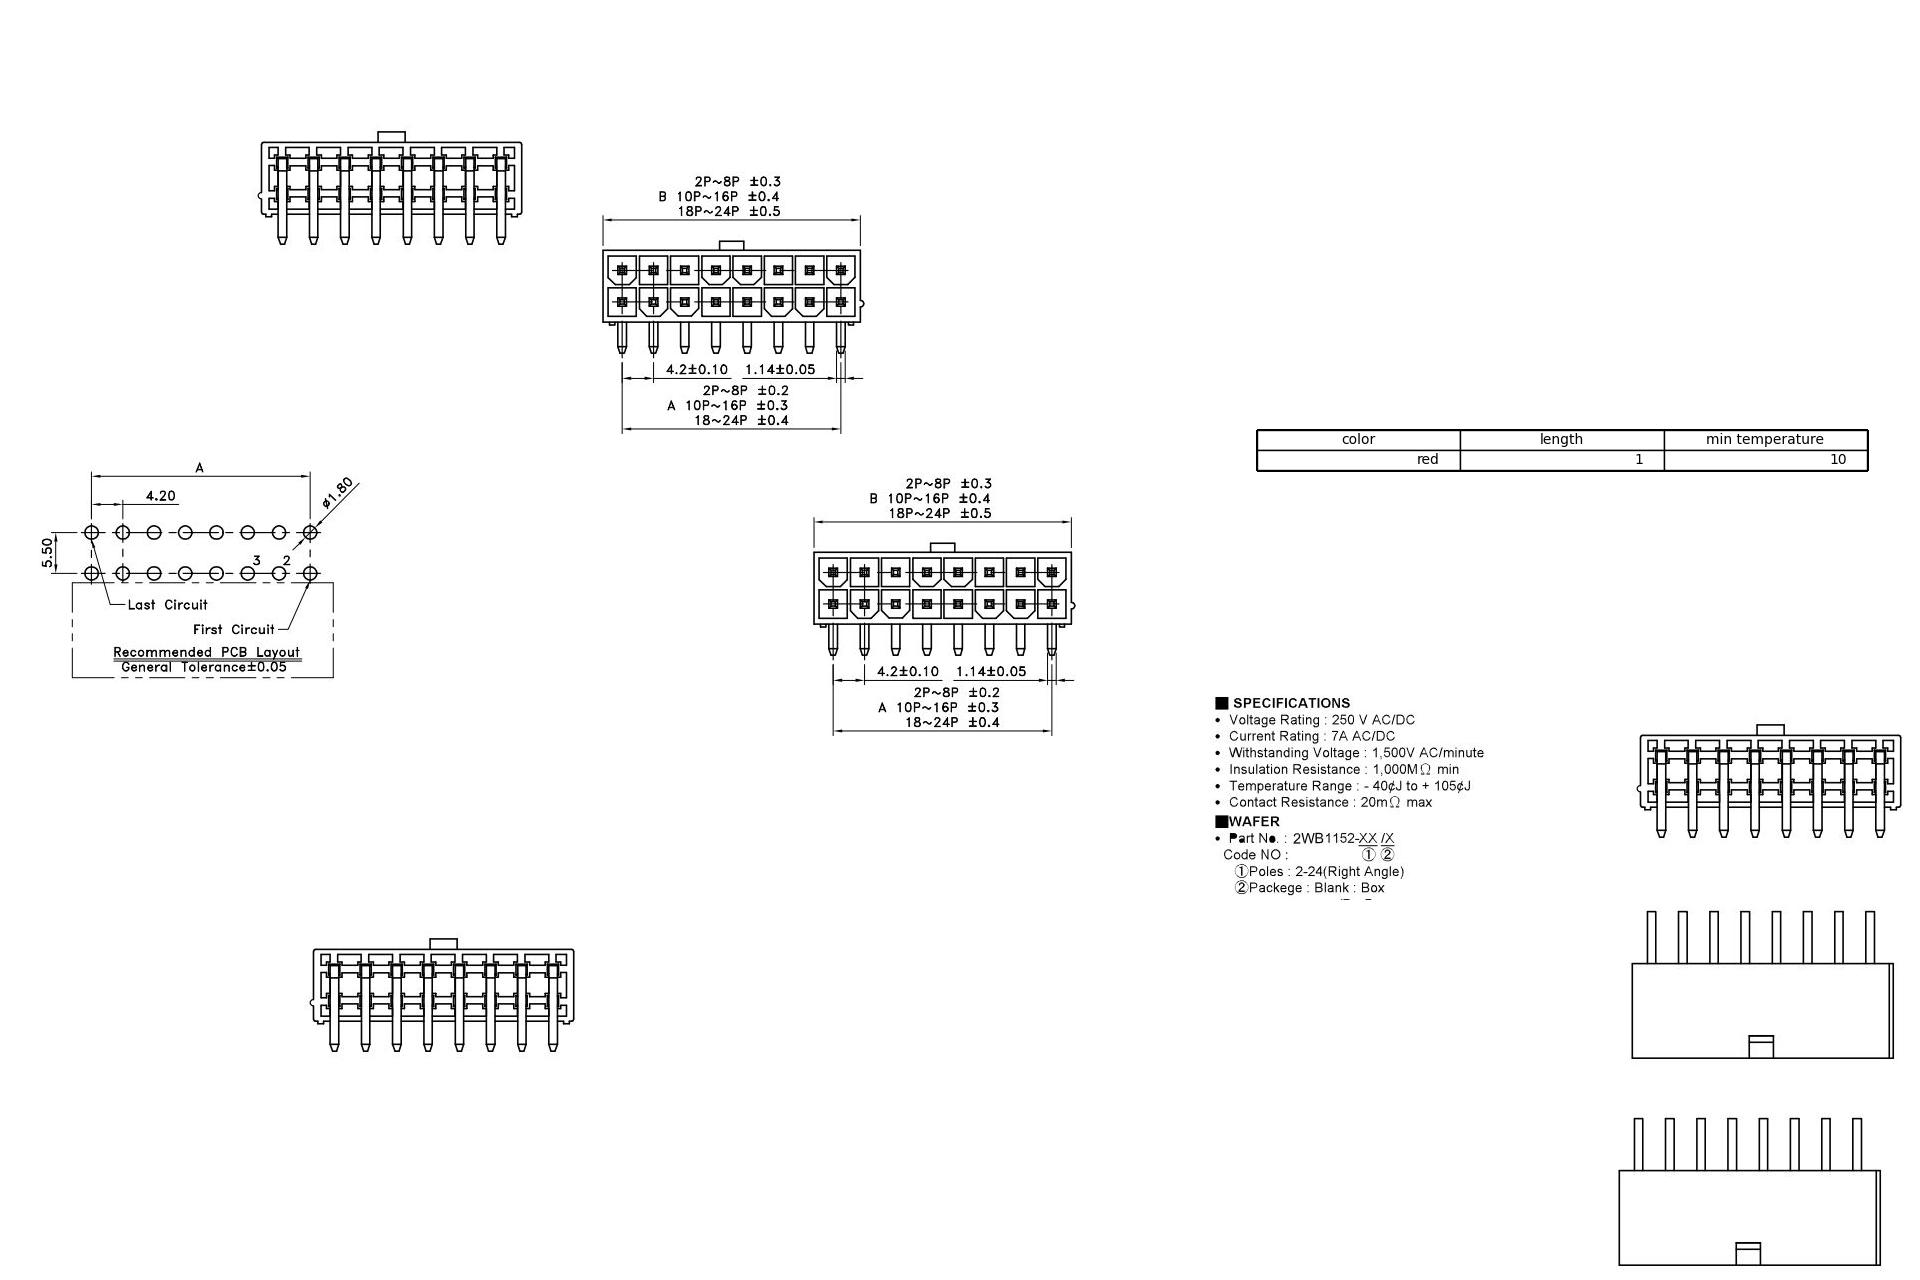 2P~8P ±0.3
B 10P~16P ±0.4
18P~24P ±0.5
4.2±0.10 1.14±0.05
2P~8P ±0.2
A 10P~16P ±0.3
18~24P ±0.4
color length min temperature
red 1 10
A
4.20
ø1.80
5.50
3 2
Last Circuit
First Circuit
Recommended PCB Layout
General Tolerance±0.05
2P~8P ±0.3
B 10P~16P ±0.4
18P~24P ±0.5
4.2±0.10 1.14±0.05
2P~8P ±0.2
A 10P~16P ±0.3
18~24P ±0.4
■ SPECIFICATIONS
• Voltage Rating : 250 V AC/DC
• Current Rating : 7A AC/DC
• Withstanding Voltage : 1,500V AC/minute
• Insulation Resistance : 1,000MΩ min
• Temperature Range : - 40¢J to + 105¢J
• Contact Resistance : 20mΩ max
■WAFER
• Part No. : 2WB1152-XX /X
Code NO : ① ②
①Poles : 2-24(Right Angle)
②Packege : Blank : Box